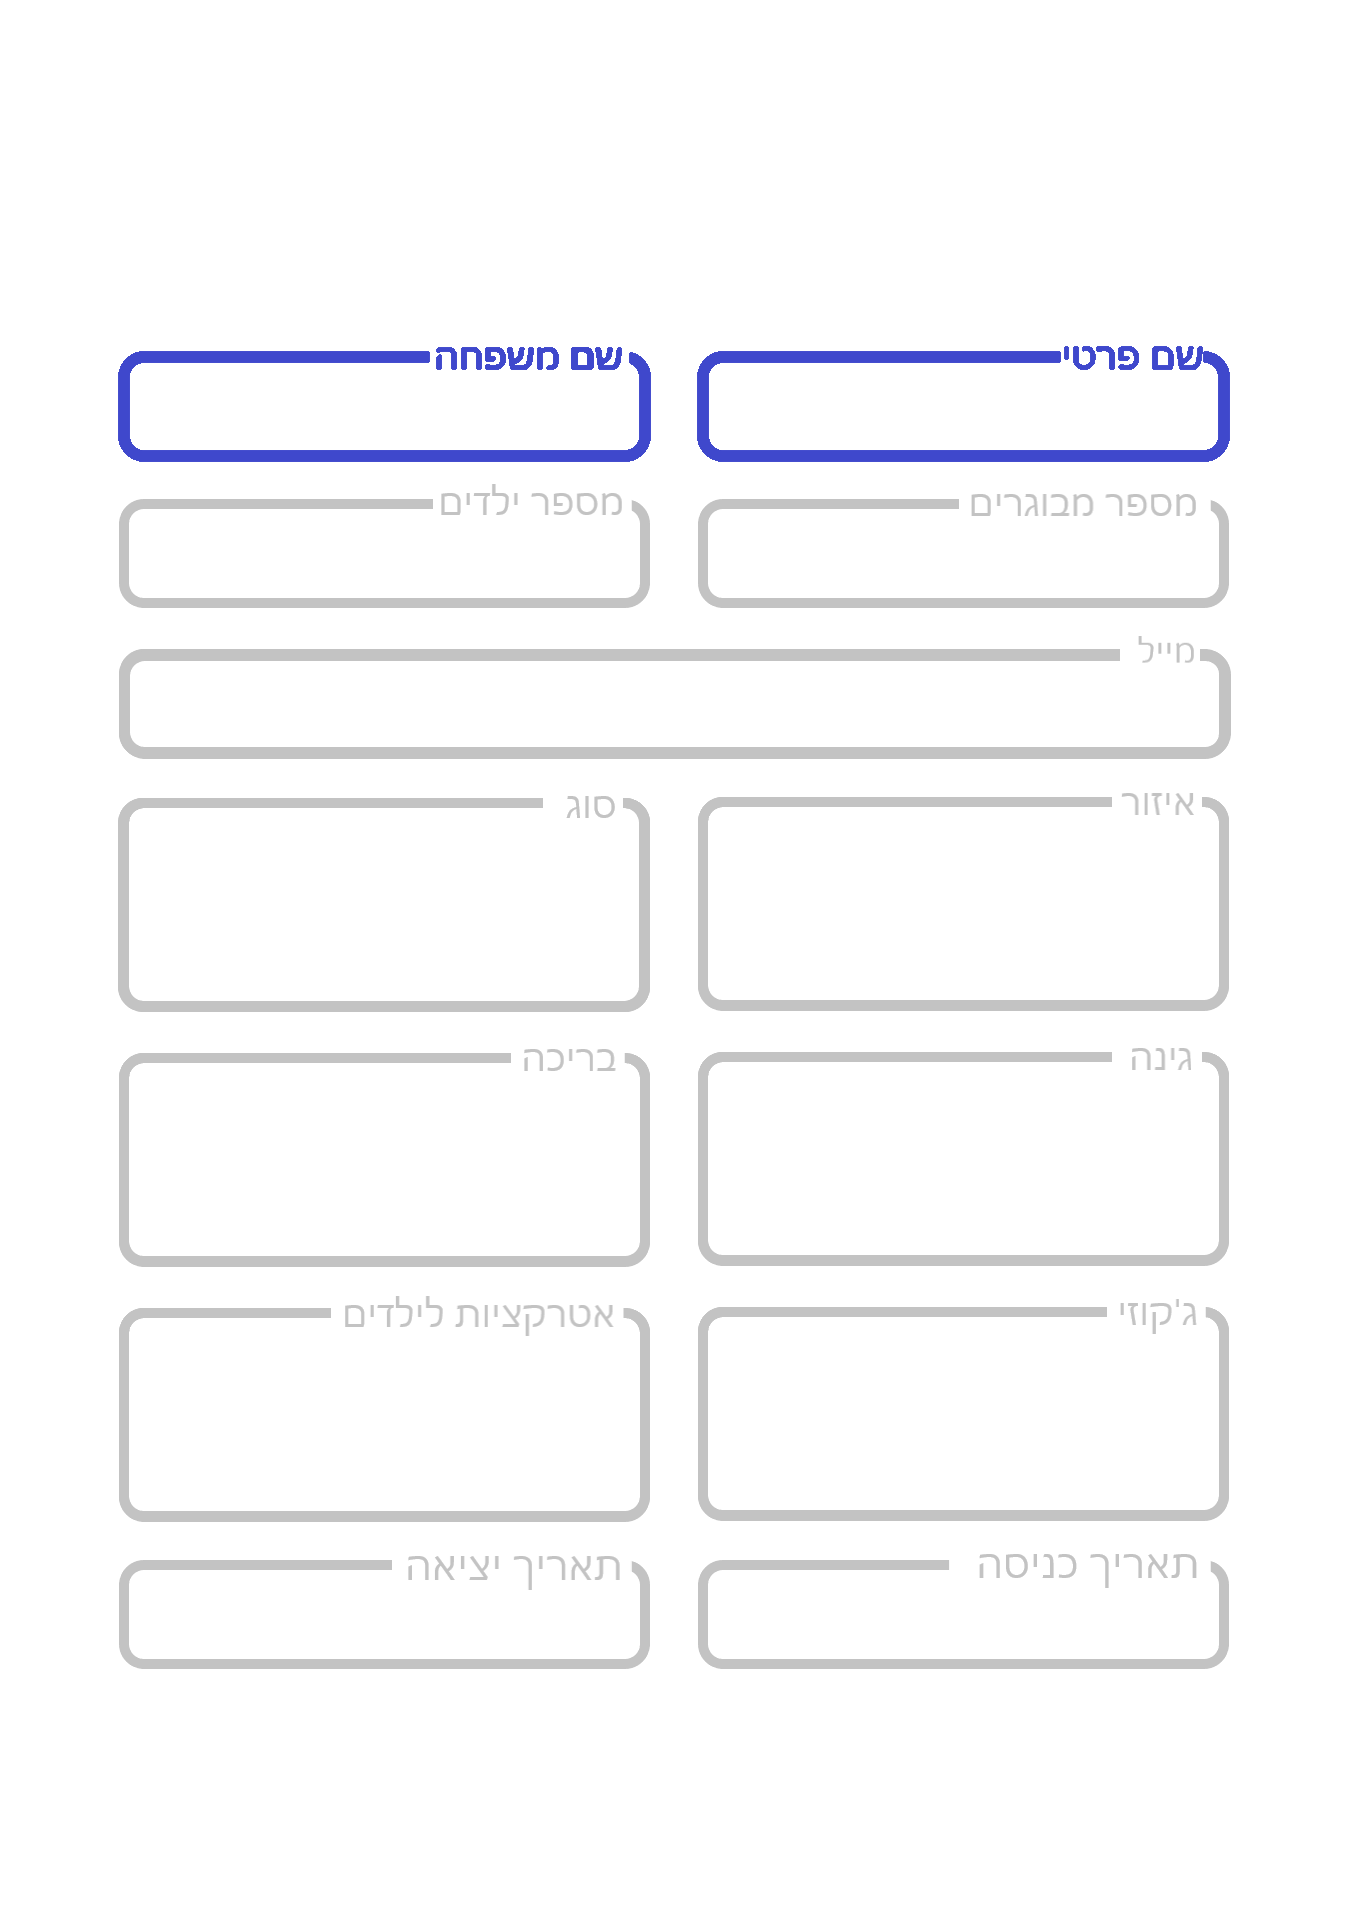 שם פרטי
שם משפחה
מספר מבוגרים
מספר ילדים
מייל
איזור
סוג
גינה
בריכה
ג'קוזי
אטרקציות לילדים
תאריך כניסה
תאריך יציאה